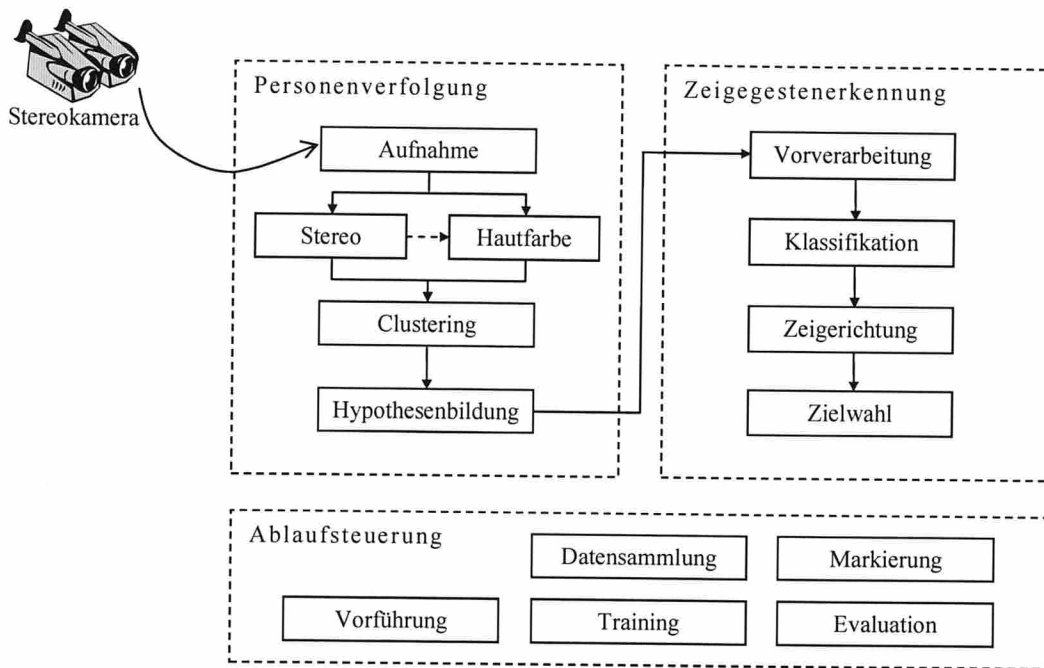 Stereokamera
Personenverfolgung
Aufnahme
Stereo
Hautfarbe
Clustering
Hypothesenbildung
Zeigegestenerkennung
Vorverarbeitung
Klassifikation
Zeigerichtung
Zielwahl
Ablaufsteuerung
Datensammlung
Markierung
Vorführung
Training
Evaluation